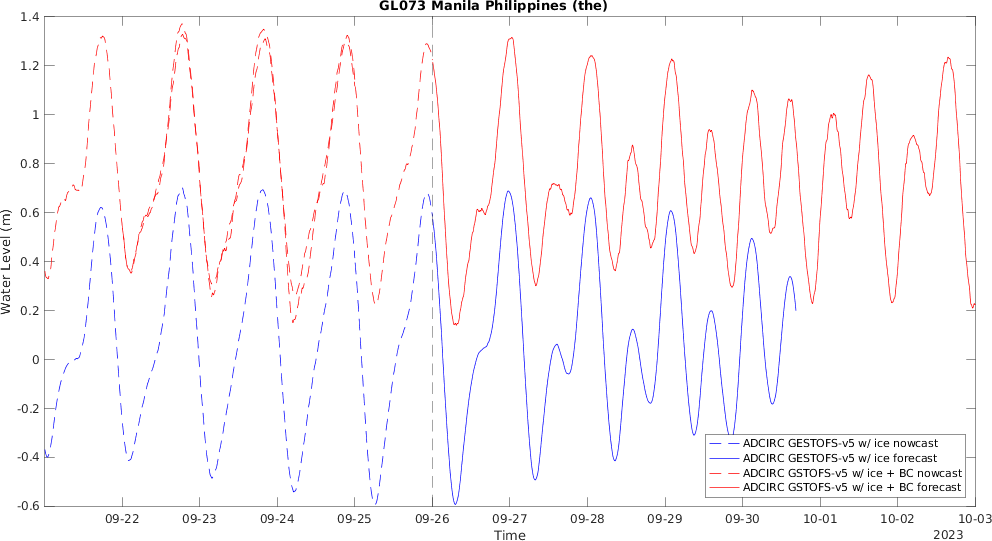 GL073 Manila Philippines (the)
1.4
1.2
1
0.8
0.6
0.4
0.2
0
-0.2
-0.4
-0.6
Water Level (m)
ADCIRC GESTOFS-v5 w/ ice nowcast
ADCIRC GESTOFS-v5 w/ ice forecast
ADCIRC GSTOFS-v5 w/ ice + BC nowcast
ADCIRC GSTOFS-v5 w/ ice + BC forecast
09-22 09-23 09-24 09-25 09-26 09-27 09-28 09-29 09-30 10-01 10-02 10-03
Time
2023